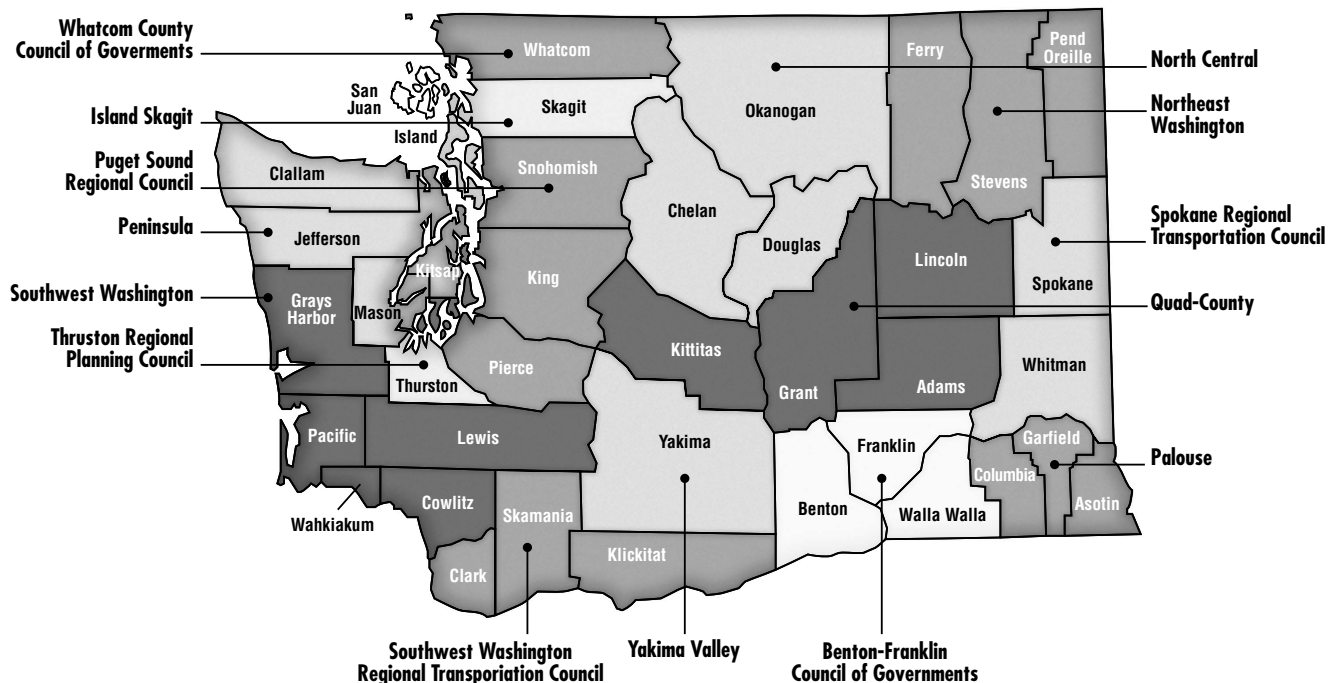 Whatcom County
Council of Goverments
Island Skagit
Puget Sound
Regional Council
Peninsula
Southwest Washington
Thruston Regional
Planning Council
Whatcom
San
Juan
Skagit
Island
Clallam
Snohomish
Jefferson
Kitsap
King
Grays
Harbor
Mason
Thurston
Pierce
Pacific
Lewis
Wahkiakum
Cowlitz
Skamania
Clark
Klickitat
Okanogan
Ferry
Pend
Oreille
Stevens
Chelan
Douglas
Lincoln
Spokane
Kittitas
Grant
Adams
Whitman
Yakima
Franklin
Benton
Walla Walla
Columbia
Garfield
Asotin
North Central
Northeast
Washington
Spokane Regional
Transportation Council
Quad-County
Palouse
Southwest Washington
Regional Transporiation Council
Yakima Valley
Benton-Franklin
Council of Governments